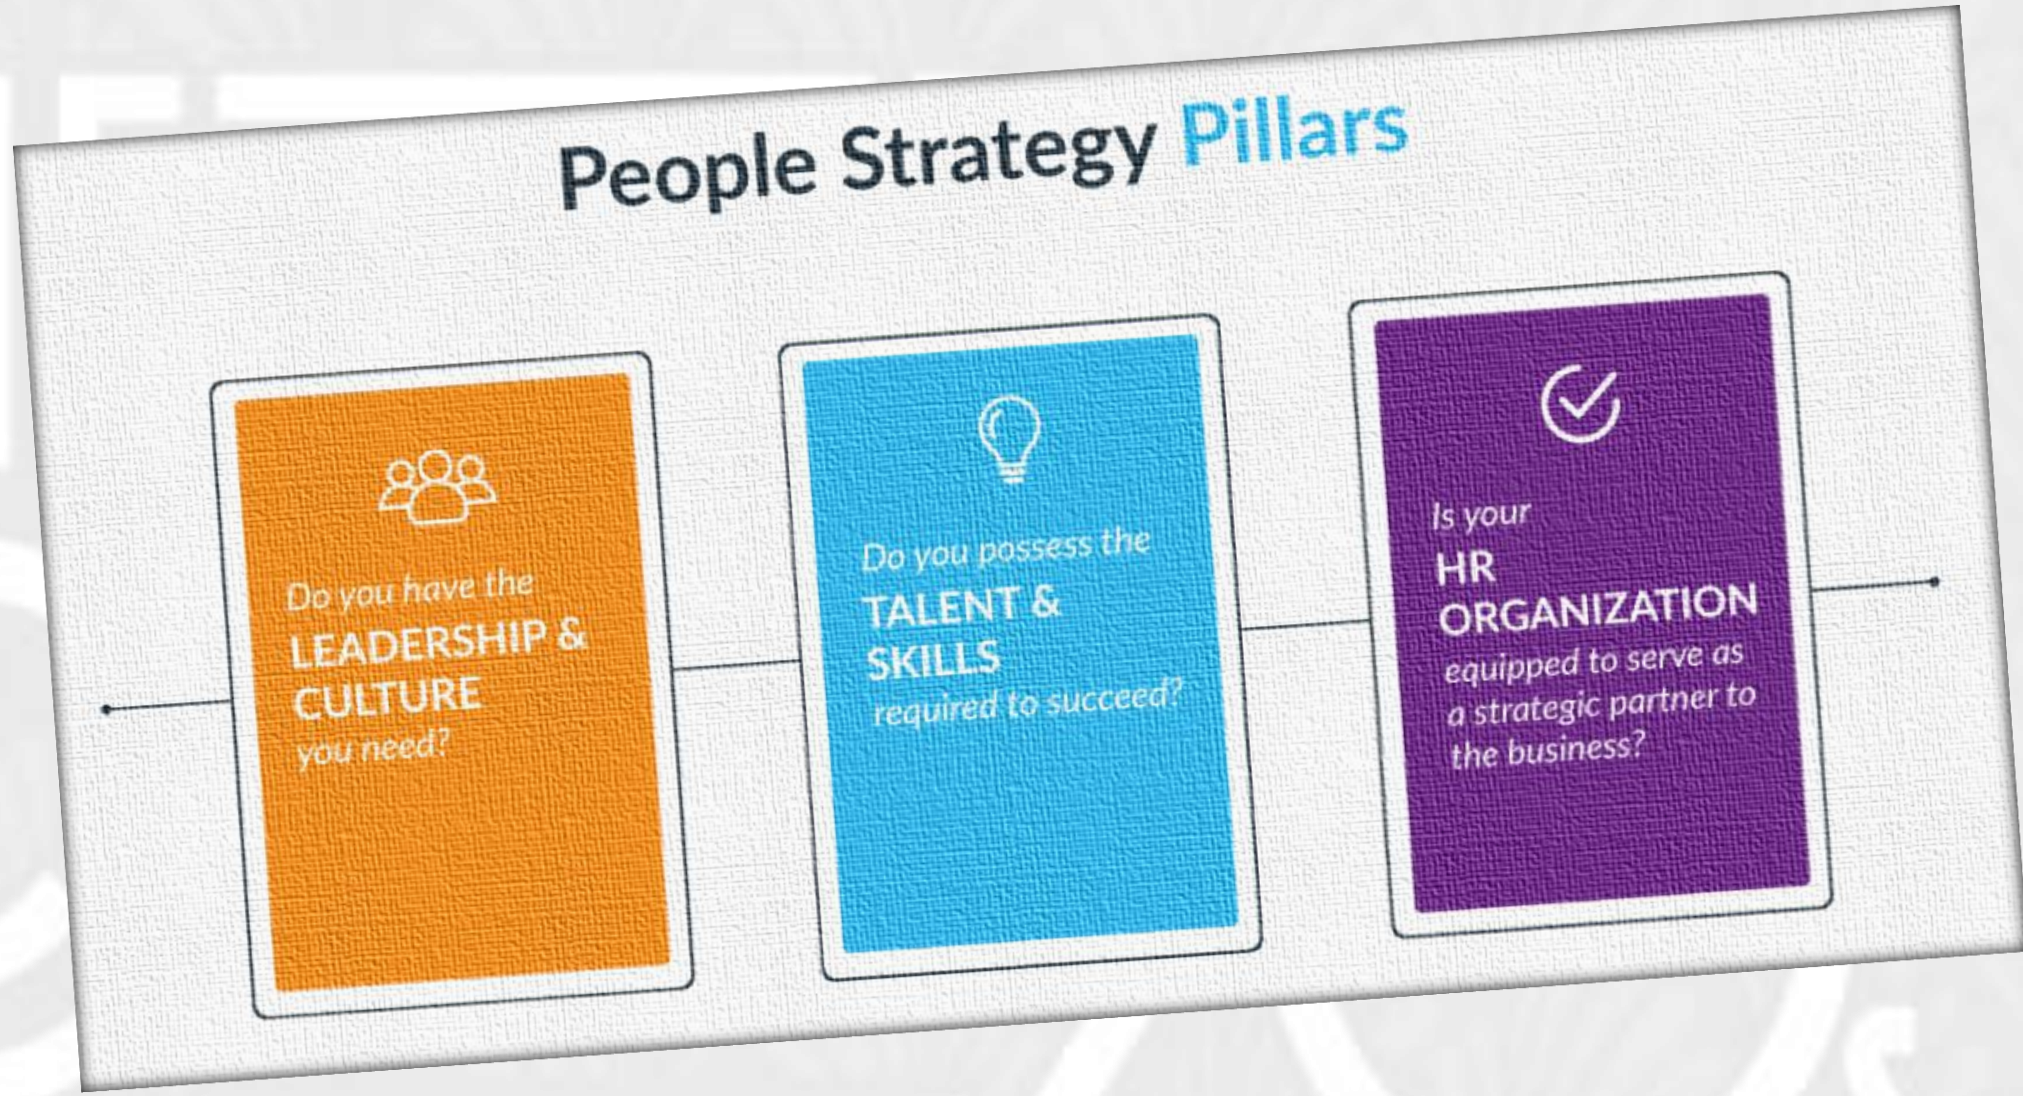 People Strategy Pillars
Do you have the
LEADERSHIP &
CULTURE
you need?
Do you possess the
TALENT &
SKILLS
required to succeed?
Is your
HR
ORGANIZATION
equipped to serve as
a strategic partner to
the business?